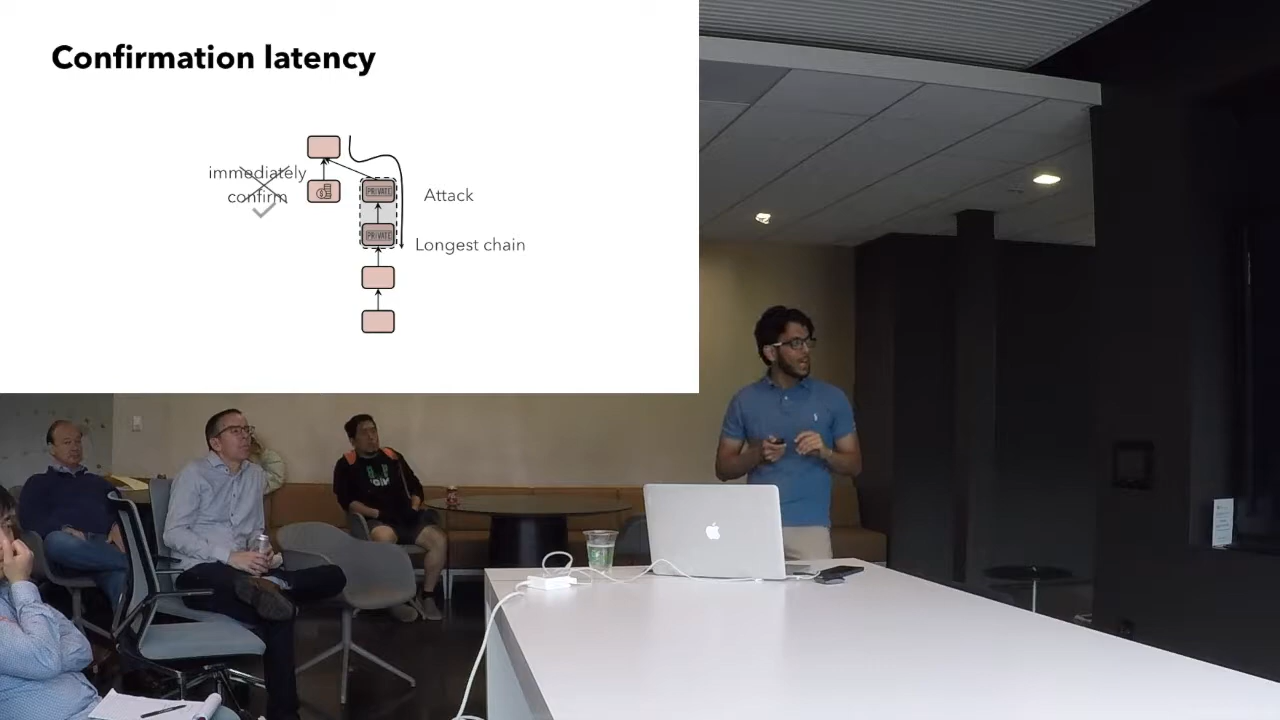 Confirmation latency
immediately
confirm
PRIVATE
Attack
PRIVATE
Longest chain